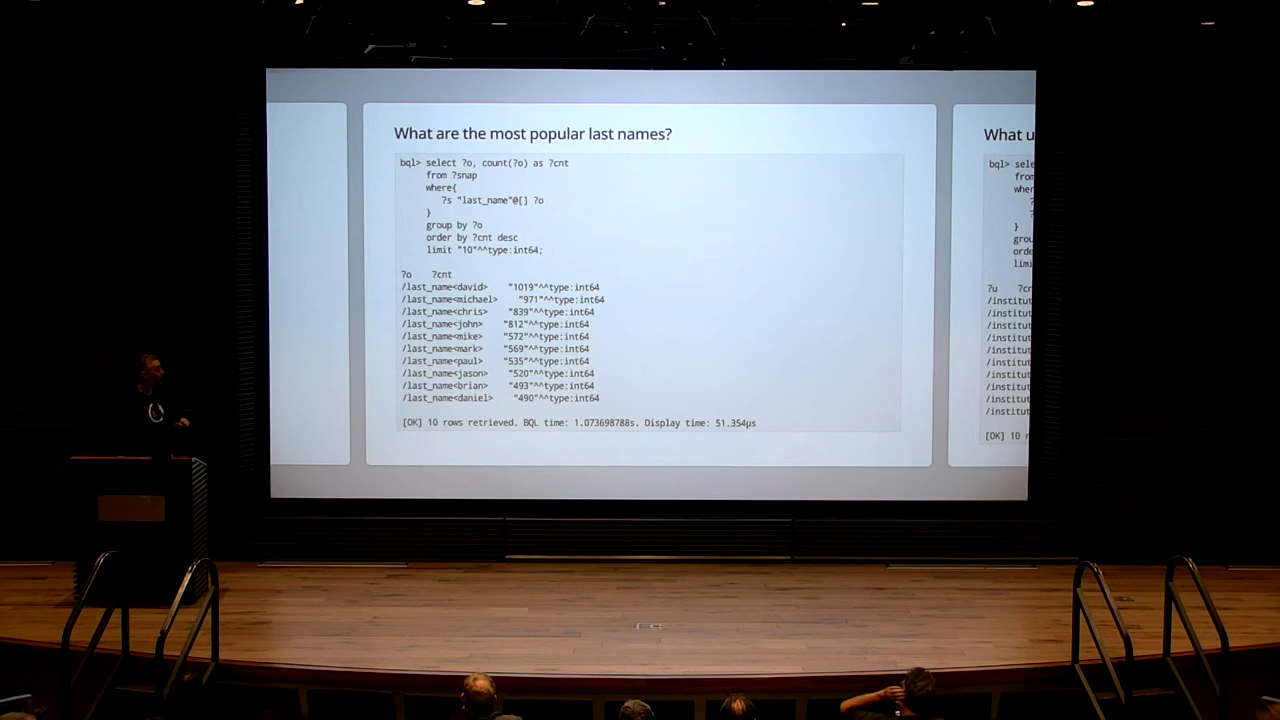 What are the most popular last names?
bql> select ?o, count(?o) as ?cnt
from ?snap
where{
?s "last_name"@[] ?o
}
group by ?o
order by ?cnt desc
limit "10"^^type:int64;
?o ?cnt
/last_name<david> "1019"^^type:int64
/last_name<michael> "971"^^type:int64
/last_name<chris> "839"^^type:int64
/last_name<john> "812"^^type:int64
/last_name<mike> "572"^^type:int64
/last_name<mark> "569"^^type:int64
/last_name<paul> "535"^^type:int64
/last_name<jason> "520"^^type:int64
/last_name<brian> "493"^^type:int64
/last_name<daniel> "490"^^type:int64
[OK] 10 rows retrieved. BQL time: 1.073698788s. Display time: 51.354µs
What u
bql> sele
from
wher
?
?
}
grou
orde
limi
?u ?cr
/institut
/institut
/institut
/institut
/institut
/institut
/institut
/institut
/institut
/institut
[OK] 10 r